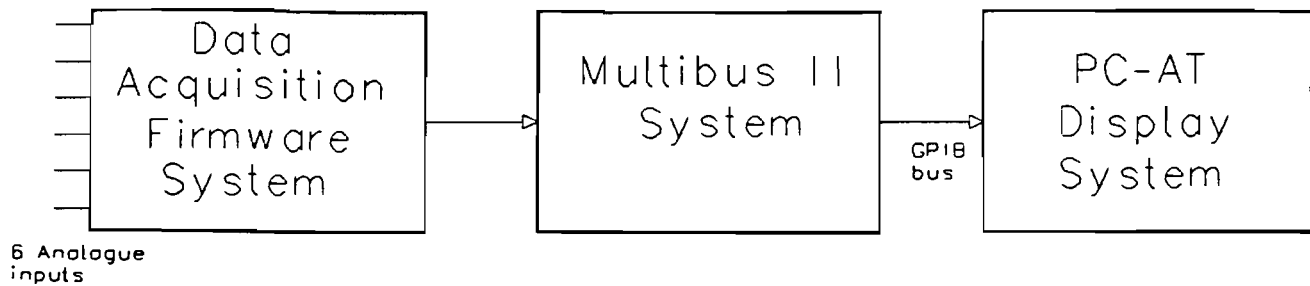 Data
Acquisition
Firmware
System
Multibus II
System
PC-AT
Display
System
GPIB
bus
6 Analogue
inputs